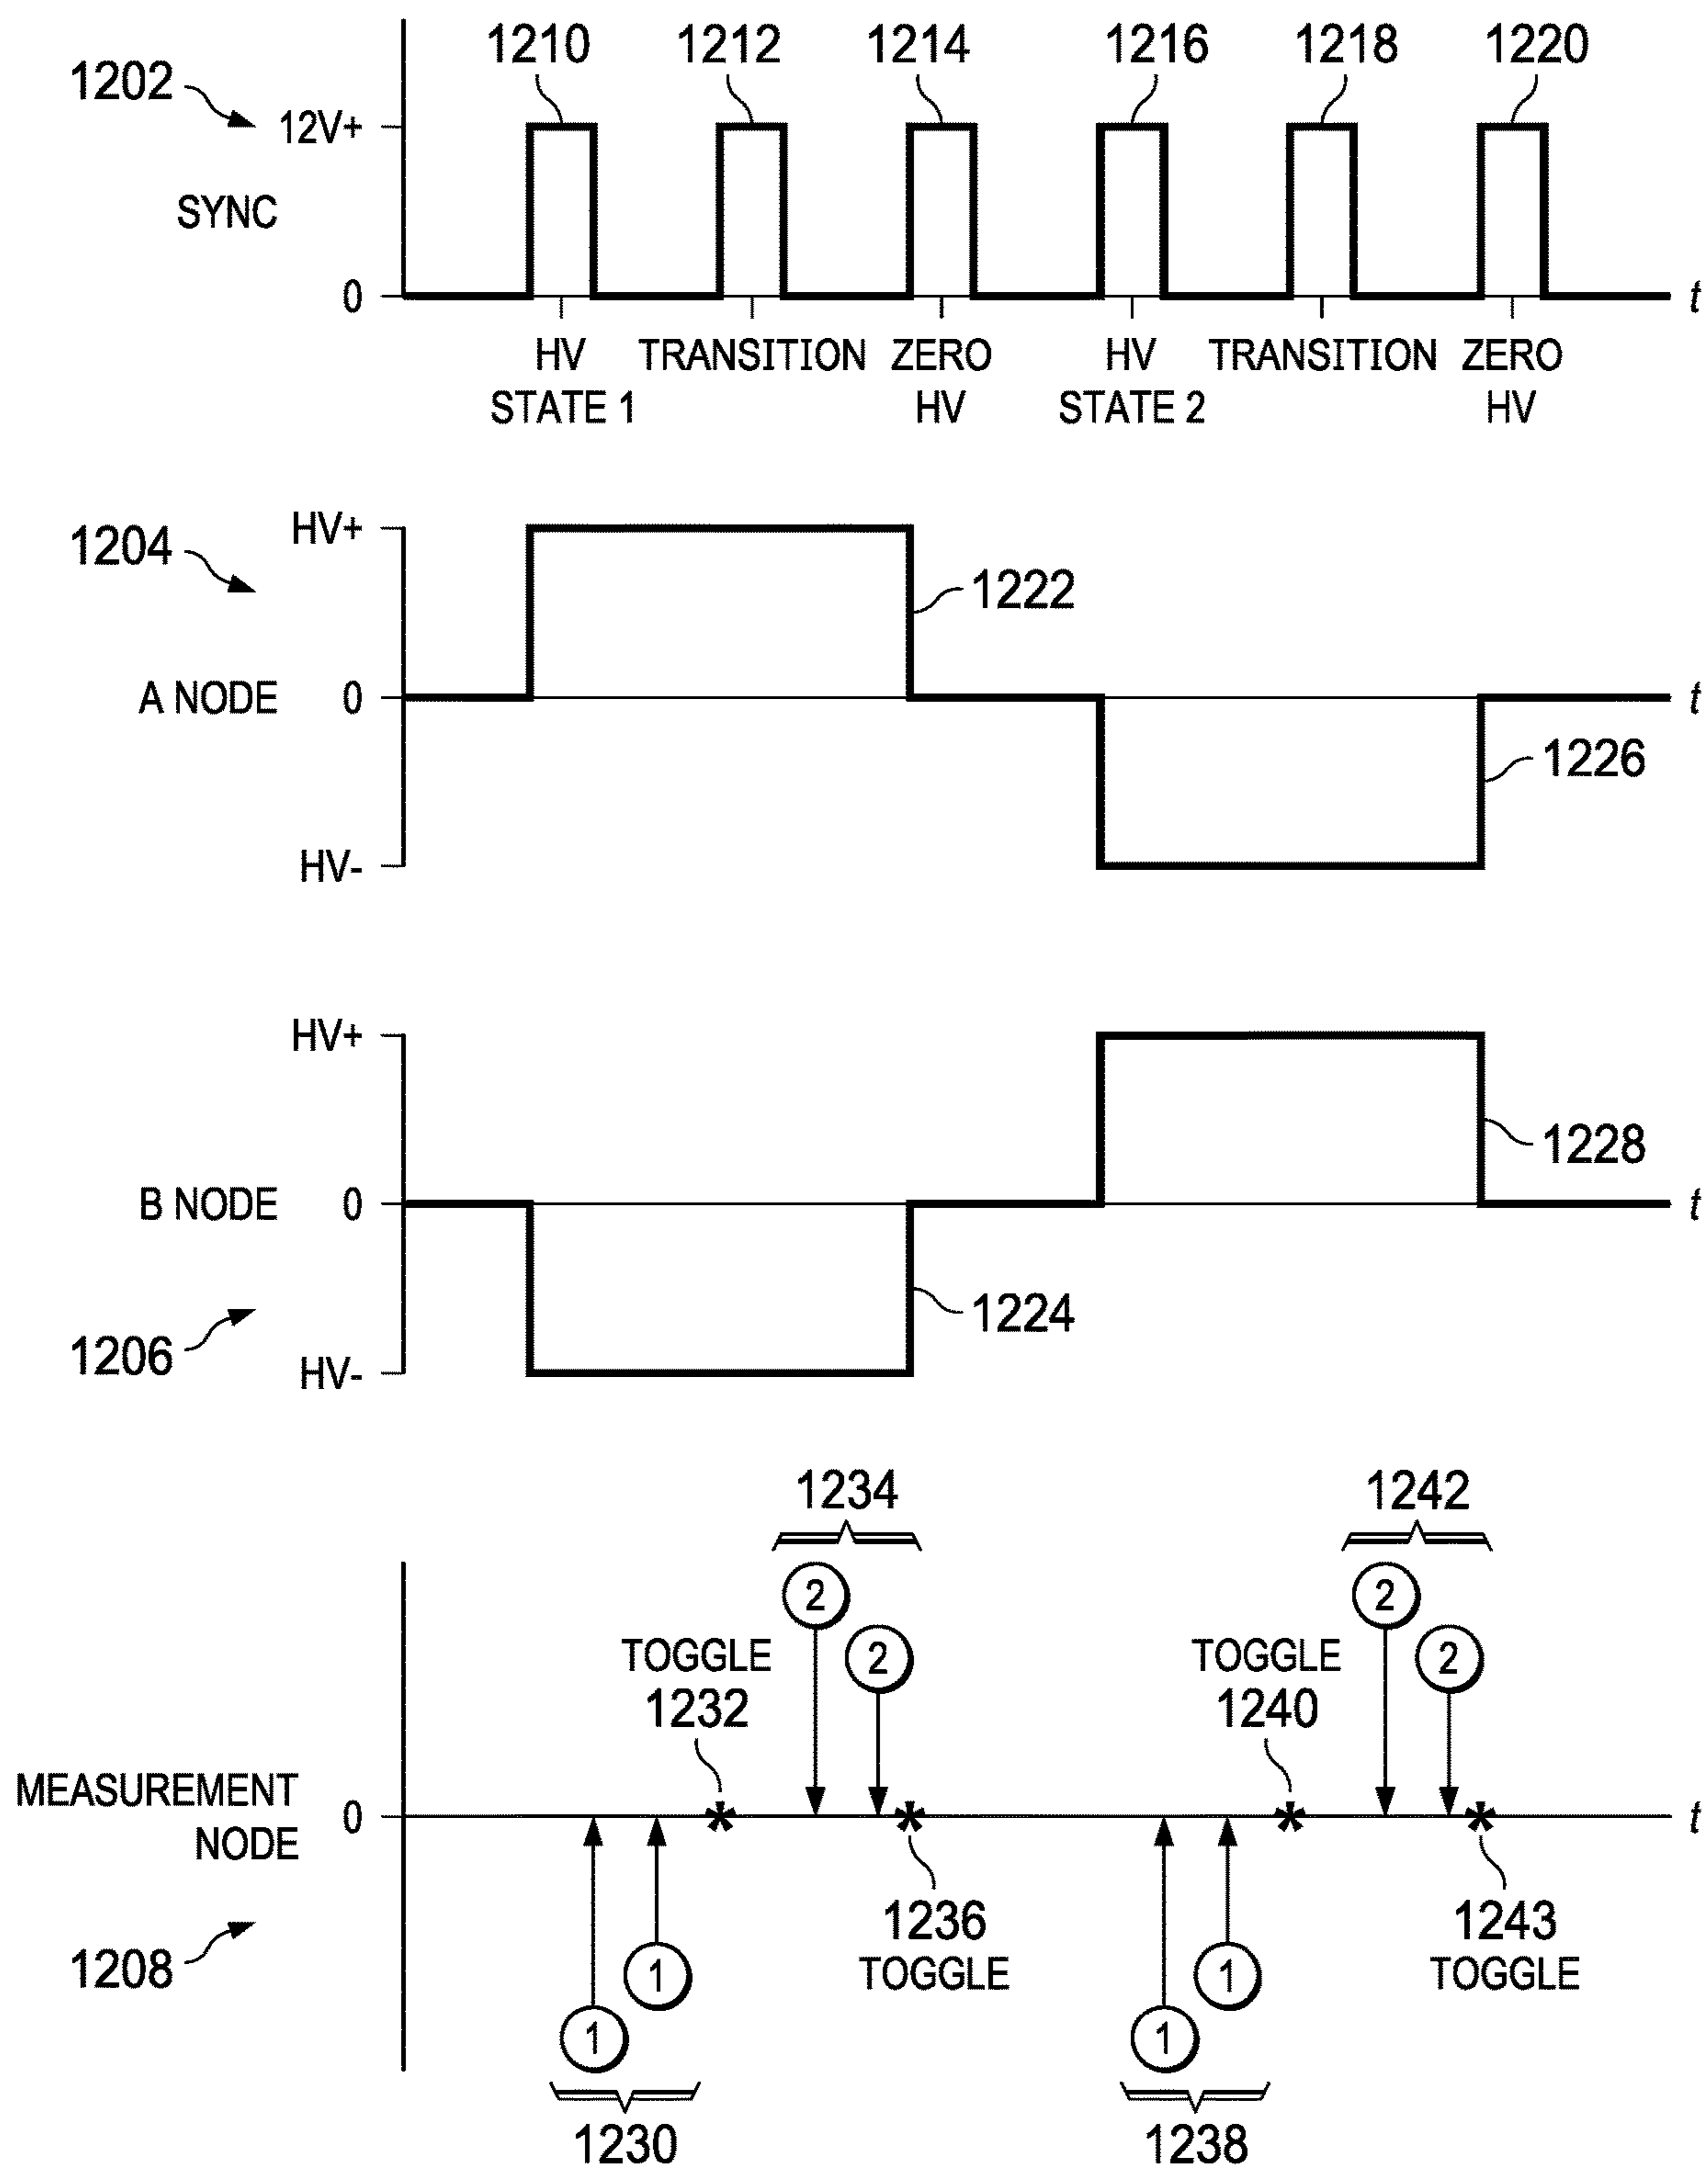 1210 1212 1214 1216 1218 1220
1202
12V+
SYNC
0
t
HV TRANSITION ZERO HV TRANSITION ZERO
STATE 1 HV STATE 2 HV
HV+
1204
1222
A NODE 0
t
1226
HV-
HV+
1228
B NODE 0
t
1224
1206
HV-
1234 1242
2 2
TOGGLE 2 TOGGLE 2
1232 1240
MEASUREMENT
NODE
0
t
1236 1243
TOGGLE TOGGLE
1208
1 1
1 1
1230 1238